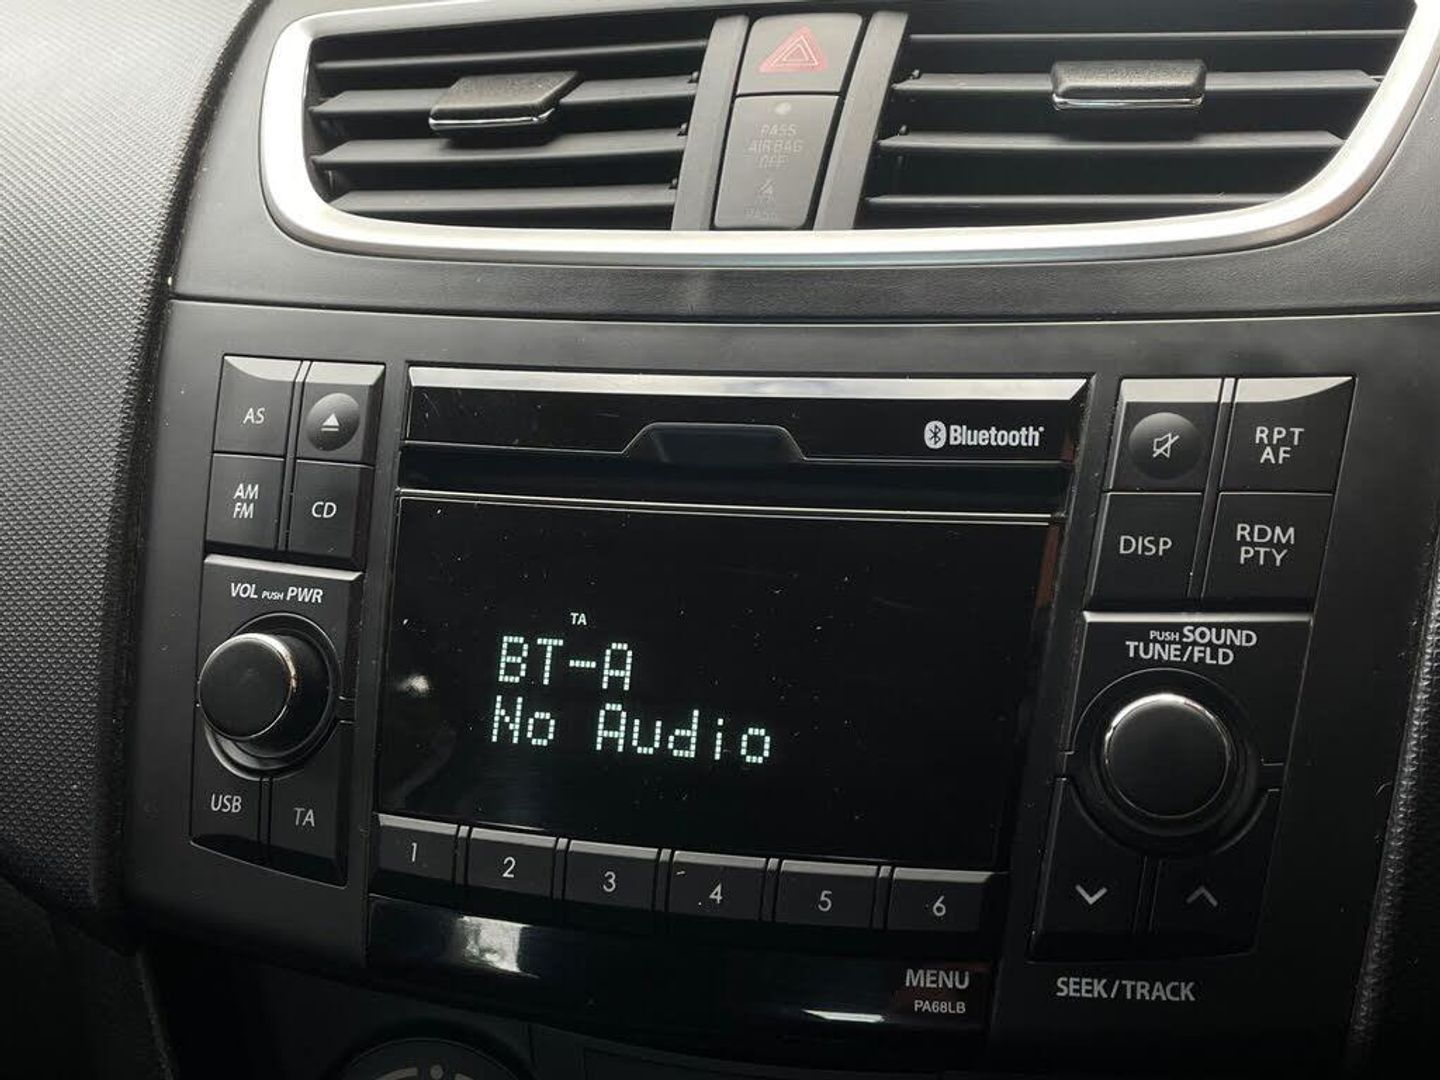 PASS
AIR BAG
OFF
PASS
AS
AM
FM
CD
VOL PUSH PWR
USB
TA
Bluetooth
TA
BT-A
No Audio
1 2 3 4 5 6
MENU
PA68LB
RPT
AF
DISP
RDM
PTY
PUSH SOUND
TUNE/FLD
SEEK/TRACK